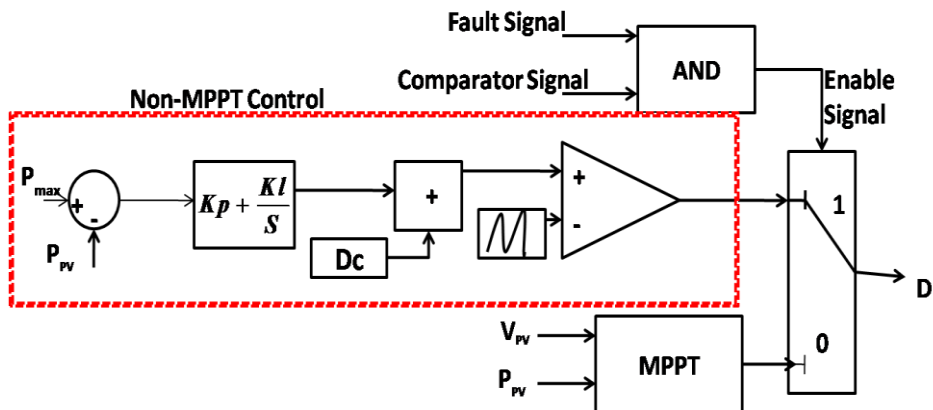 Fault Signal
Comparator Signal
AND
Enable
Signal
Non-MPPT Control
Pmax
+
-
PPV
Kp + Kl/S
+
Dc
+
-
1
0
D
VPV
PPV
MPPT